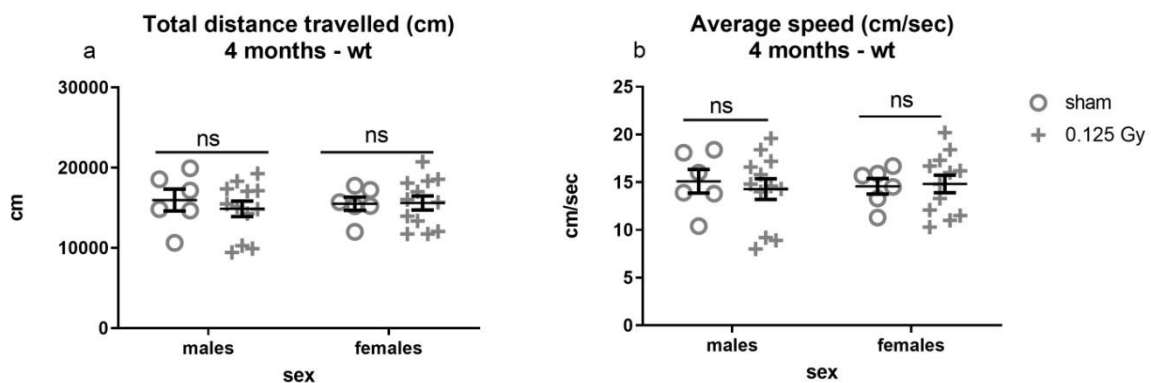 Total distance travelled (cm)
4 months - wt
a
30000
20000
10000
0
cm
ns
ns
males
females
sex
Average speed (cm/sec)
4 months - wt
b
25
20
15
10
5
0
cm/sec
ns
ns
males
females
sex
sham
0.125 Gy